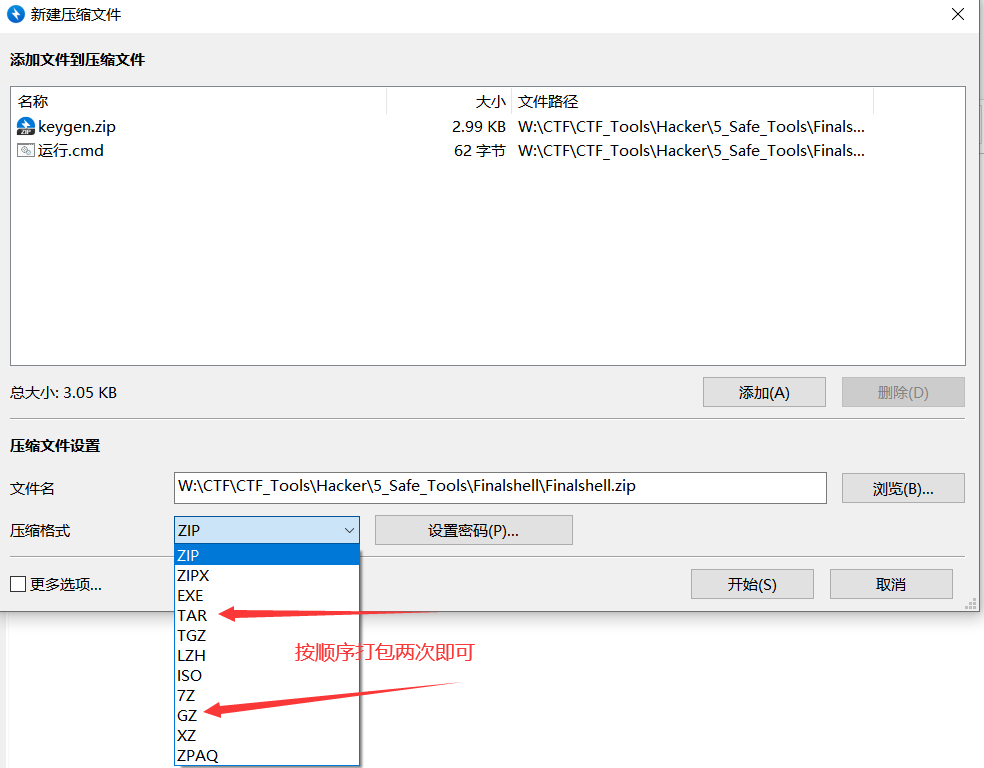 新建压缩文件
添加文件到压缩文件
名称 大小 文件路径
keygen.zip 2.99 KB W:\CTF\CTF_Tools\Hacker\5_Safe_Tools\Finals...
运行.cmd 62 字节 W:\CTF\CTF_Tools\Hacker\5_Safe_Tools\Finals...
总大小: 3.05 KB 添加(A) 删除(D)
压缩文件设置
文件名 W:\CTF\CTF_Tools\Hacker\5_Safe_Tools\Finalshell\Finalshell.zip 浏览(B)...
压缩格式 ZIP 设置密码(P)...
ZIP
ZIPX
更多选项... 开始(S) 取消
EXE
TAR
TGZ
按顺序打包两次即可
LZH
ISO
7Z
GZ
XZ
ZPAQ